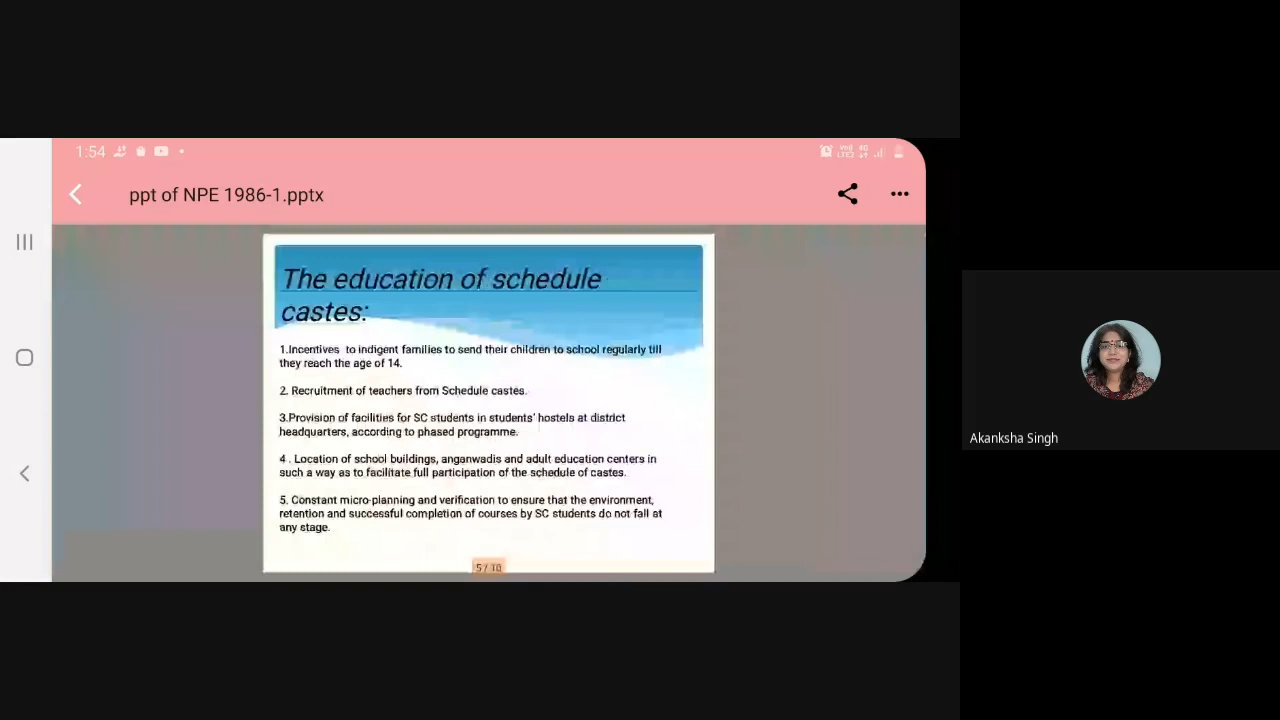 1:54
Vo) 4G
LTE2
ppt of NPE 1986-1.pptx
The education of schedule
castes:
1.Incentives to indigent families to send their children to school regularly till
they reach the age of 14.
2. Recruitment of teachers from Schedule castes.
3.Provision of facilities for SC students in students' hostels at district
headquarters, according to phased programme.
4 . Location of school buildings, anganwadis and adult education centers in
such a way as to facilitate full participation of the schedule of castes.
5. Constant micro-planning and verification to ensure that the environment,
retention and successful completion of courses by SC students do not fall at
any stage.
5 / 10
Akanksha Singh